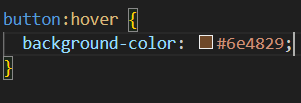 button:hover {
  background-color: #6e4829;
}